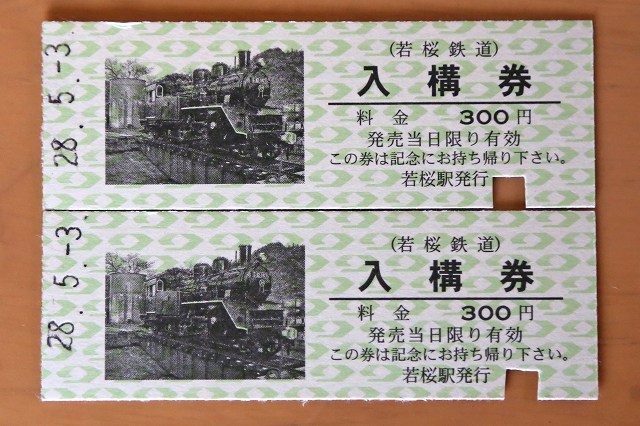 28.5.-3
(若桜鉄道)
入構券
料金 300円
発売当日限り有効
この券は記念にお持ち帰り下さい。
若桜駅発行
28.5.-3
(若桜鉄道)
入構券
料金 300円
発売当日限り有効
この券は記念にお持ち帰り下さい。
若桜駅発行